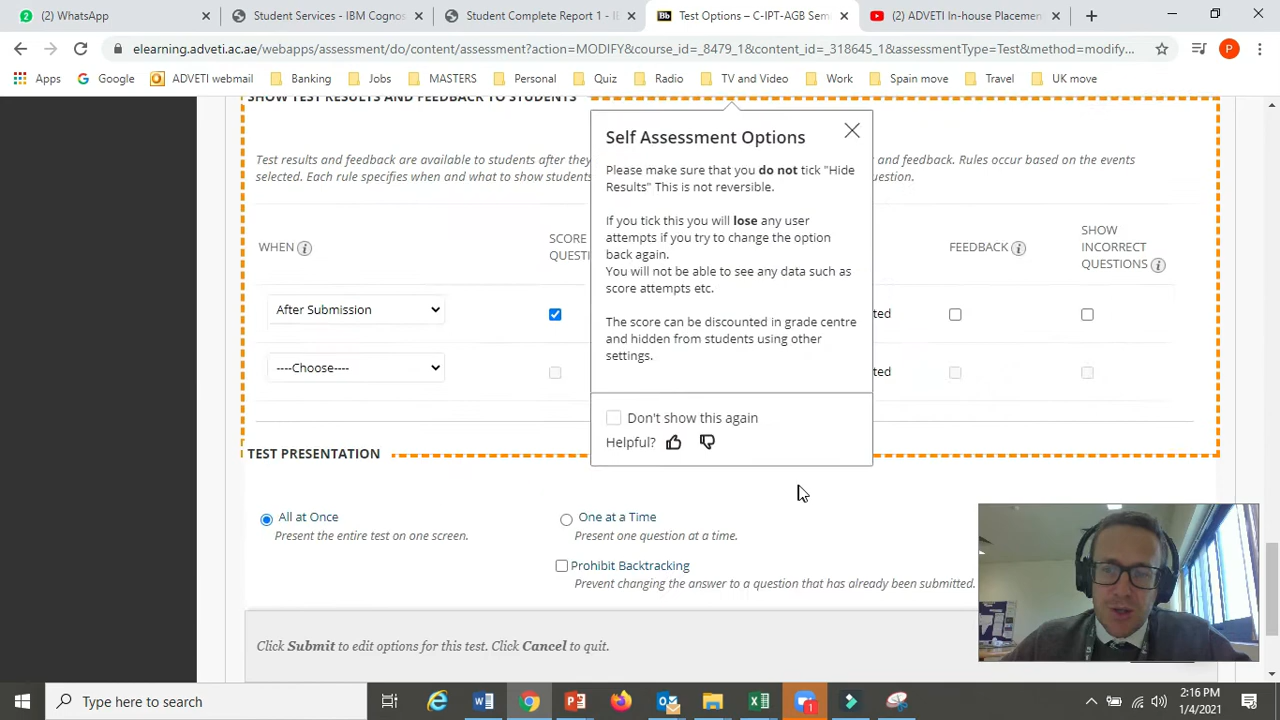 (2) WhatsApp
Student Services - IBM Cognos
Student Complete Report 1 - I
Bb Test Options – C-IPT-AGB Sem
(2) ADVETI In-house Placemen
elearning.adveti.ac.ae/webapps/assessment/do/content/assessment?action=MODIFY&course_id=_8479_1&content_id=_318645_1&assessmentType=Test&method=modify...
P
Apps
Google
ADVETI webmail
Banking
Jobs
MASTERS
Personal
Quiz
Radio
TV and Video
Work
Spain move
Travel
UK move
SHOW TEST RESULTS AND FEEDBACK TO STUDENTS
Test results and feedback are available to students after they
and feedback. Rules occur based on the events
selected. Each rule specifies when and what to show students
question.
WHEN
SCORE
QUESTI
FEEDBACK
SHOW
INCORRECT
QUESTIONS
After Submission
ted
----Choose----
ted
Self Assessment Options
Please make sure that you do not tick "Hide
Results" This is not reversible.
If you tick this you will lose any user
attempts if you try to change the option
back again.
You will not be able to see any data such as
score attempts etc.
The score can be discounted in grade centre
and hidden from students using other
settings.
Don't show this again
Helpful?
TEST PRESENTATION
All at Once
Present the entire test on one screen.
One at a Time
Present one question at a time.
Prohibit Backtracking
Prevent changing the answer to a question that has already been submitted.
Click Submit to edit options for this test. Click Cancel to quit.
Type here to search
2:16 PM
1/4/2021